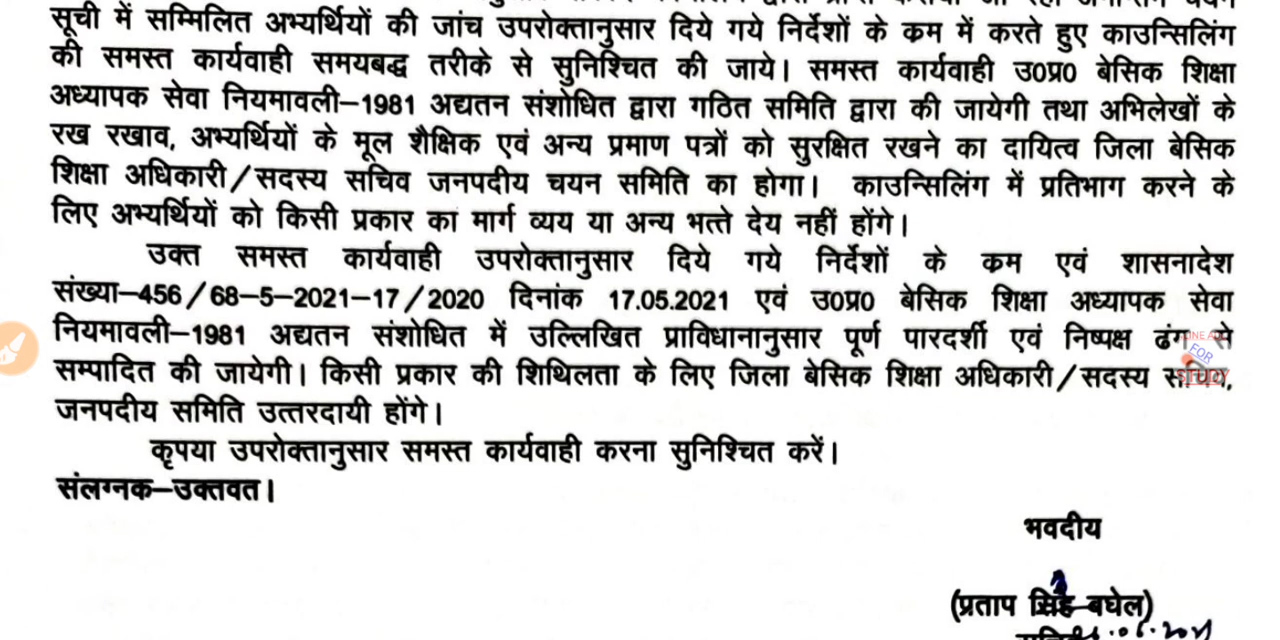 सूची में सम्मिलित अभ्यर्थियों की जांच उपरोक्तानुसार दिये गये निर्देशों के क्रम में करते हुए काउन्सिलिंग
की समस्त कार्यवाही समयबद्ध तरीके से सुनिश्चित की जाये। समस्त कार्यवाही उ0प्र0 बेसिक शिक्षा
अध्यापक सेवा नियमावली–1981 अद्यतन संशोधित द्वारा गठित समिति द्वारा की जायेगी तथा अभिलेखों के
रख रखाव, अभ्यर्थियों के मूल शैक्षिक एवं अन्य प्रमाण पत्रों को सुरक्षित रखने का दायित्व जिला बेसिक
शिक्षा अधिकारी/सदस्य सचिव जनपदीय चयन समिति का होगा। काउन्सिलिंग में प्रतिभाग करने के
लिए अभ्यर्थियों को किसी प्रकार का मार्ग व्यय या अन्य भत्ते देय नहीं होंगे।
उक्त समस्त कार्यवाही उपरोक्तानुसार दिये गये निर्देशों के क्रम एवं शासनादेश
संख्या–456/68–5–2021–17/2020 दिनांक 17.05.2021 एवं उ0प्र0 बेसिक शिक्षा अध्यापक सेवा
नियमावली–1981 अद्यतन संशोधित में उल्लिखित प्राविधानानुसार पूर्ण पारदर्शी एवं निष्पक्ष ढंग से
सम्पादित की जायेगी। किसी प्रकार की शिथिलता के लिए जिला बेसिक शिक्षा अधिकारी/सदस्य सचिव,
जनपदीय समिति उत्तरदायी होंगे।
कृपया उपरोक्तानुसार समस्त कार्यवाही करना सुनिश्चित करें।
संलग्नक–उक्तवत।
FOR
STUDY
भवदीय
(प्रताप सिंह बघेल)